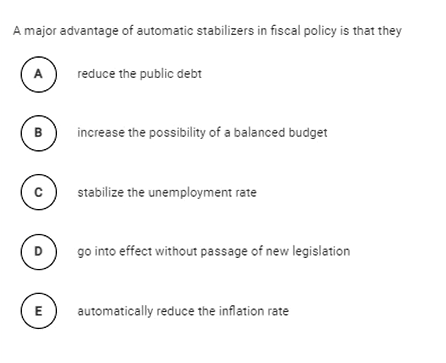 A major advantage of automatic stabilizers in fiscal policy is that they
A reduce the public debt
B increase the possibility of a balanced budget
C stabilize the unemployment rate
D go into effect without passage of new legislation
E automatically reduce the inflation rate